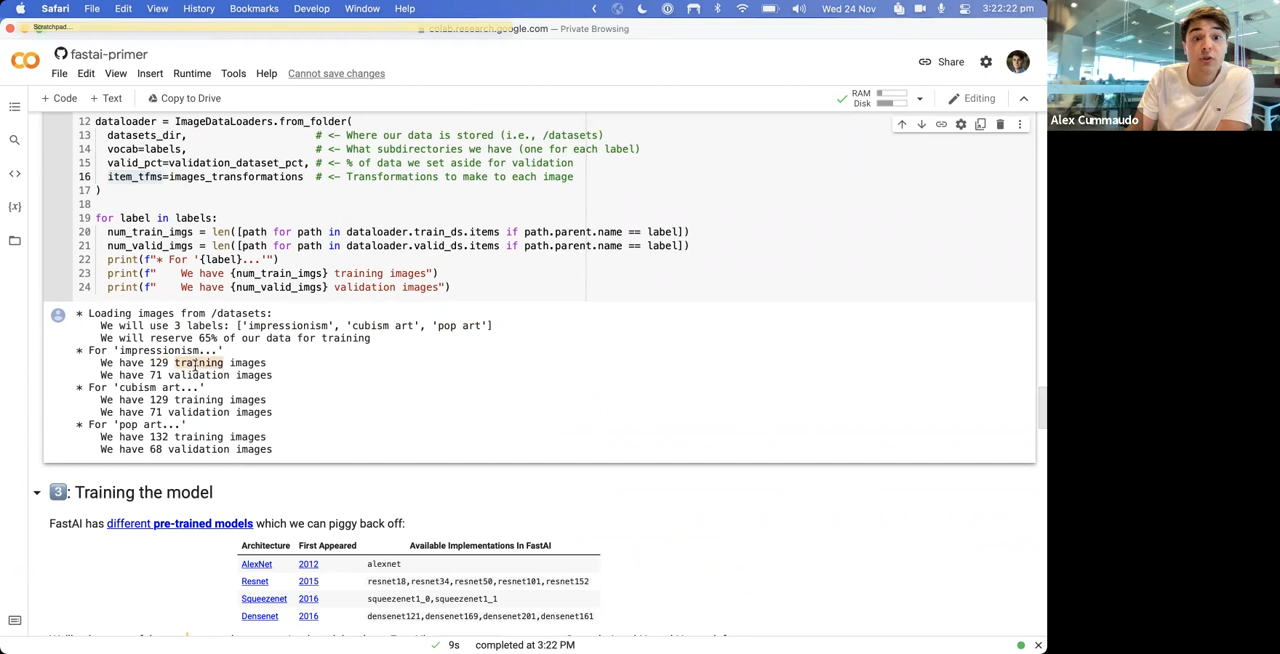 Safari File Edit View History Bookmarks Develop Window Help Wed 24 Nov 3:22:22 pm
Scratchpad...
colab.research.google.com — Private Browsing
fastai-primer
File Edit View Insert Runtime Tools Help Cannot save changes
Share
+ Code + Text Copy to Drive
RAM
Disk
Editing
12 dataloader = ImageDataLoaders.from_folder(
13 datasets_dir, # <- Where our data is stored (i.e., /datasets)
14 vocab=labels, # <- What subdirectories we have (one for each label)
15 valid_pct=validation_dataset_pct, # <- % of data we set aside for validation
16 item_tfms=images_transformations # <- Transformations to make to each image
17 )
18
19 for label in labels:
20 num_train_imgs = len([path for path in dataloader.train_ds.items if path.parent.name == label])
21 num_valid_imgs = len([path for path in dataloader.valid_ds.items if path.parent.name == label])
22 print(f"* For '{label}...'")
23 print(f" We have {num_train_imgs} training images")
24 print(f" We have {num_valid_imgs} validation images")
* Loading images from /datasets:
We will use 3 labels: ['impressionism', 'cubism art', 'pop art']
We will reserve 65% of our data for training
* For 'impressionism...'
We have 129 training images
We have 71 validation images
* For 'cubism art...'
We have 129 training images
We have 71 validation images
* For 'pop art...'
We have 132 training images
We have 68 validation images
3: Training the model
FastAI has different pre-trained models which we can piggy back off:
Architecture First Appeared Available Implementations In FastAI
AlexNet 2012 alexnet
Resnet 2015 resnet18,resnet34,resnet50,resnet101,resnet152
Squeezenet 2016 squeezenet1_0,squeezenet1_1
Densenet 2016 densenet121,densenet169,densenet201,densenet161
9s completed at 3:22 PM
Alex Cummaudo